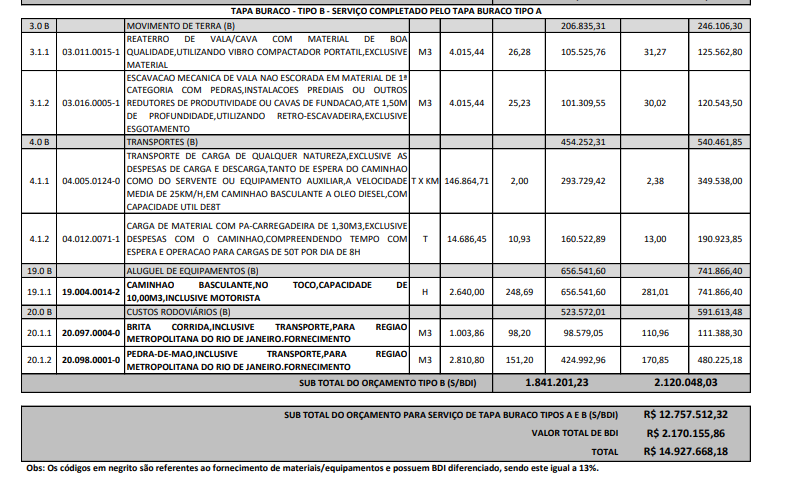 TAPA BURACO - TIPO B - SERVIÇO COMPLETADO PELO TAPA BURACO TIPO A
3.0 B MOVIMENTO DE TERRA (B) 206.835,31 246.106,30
REATERRO DE VALA/CAVA COM MATERIAL DE BOA
3.1.1 03.011.0015-1 QUALIDADE,UTILIZANDO VIBRO COMPACTADOR PORTATIL,EXCLUSIVE M3 4.015,44 26,28 105.525,76 31,27 125.562,80
MATERIAL
ESCAVACAO MECANICA DE VALA NAO ESCORADA EM MATERIAL DE 1ª
CATEGORIA COM PEDRAS,INSTALACOES PREDIAIS OU OUTROS
3.1.2 03.016.0005-1 REDUTORES DE PRODUTIVIDADE OU CAVAS DE FUNDACAO,ATE 1,50M M3 4.015,44 25,23 101.309,55 30,02 120.543,50
DE PROFUNDIDADE,UTILIZANDO RETRO-ESCAVADEIRA,EXCLUSIVE
ESGOTAMENTO
4.0 B TRANSPORTES (B) 454.252,31 540.461,85
TRANSPORTE DE CARGA DE QUALQUER NATUREZA,EXCLUSIVE AS
DESPESAS DE CARGA E DESCARGA,TANTO DE ESPERA DO CAMINHAO
4.1.1 04.005.0124-0 COMO DO SERVENTE OU EQUIPAMENTO AUXILIAR,A VELOCIDADE T X KM 146.864,71 2,00 293.729,42 2,38 349.538,00
MEDIA DE 25KM/H,EM CAMINHAO BASCULANTE A OLEO DIESEL,COM
CAPACIDADE UTIL DE8T
CARGA DE MATERIAL COM PA-CARREGADEIRA DE 1,30M3,EXCLUSIVE
4.1.2 04.012.0071-1 DESPESAS COM O CAMINHAO,COMPREENDENDO TEMPO COM T 14.686,45 10,93 160.522,89 13,00 190.923,85
ESPERA E OPERACAO PARA CARGAS DE 50T POR DIA DE 8H
19.0 B ALUGUEL DE EQUIPAMENTOS (B) 656.541,60 741.866,40
19.1.1 19.004.0014-2 CAMINHAO BASCULANTE,NO TOCO,CAPACIDADE DE H 2.640,00 248,69 656.541,60 281,01 741.866,40
10,00M3,INCLUSIVE MOTORISTA
20.0 B CUSTOS RODOVIÁRIOS (B) 523.572,01 591.613,48
20.1.1 20.097.0004-0 BRITA CORRIDA,INCLUSIVE TRANSPORTE,PARA REGIAO M3 1.003,86 98,20 98.579,05 110,96 111.388,30
METROPOLITANA DO RIO DE JANEIRO.FORNECIMENTO
20.1.2 20.098.0001-0 PEDRA-DE-MAO,INCLUSIVE TRANSPORTE,PARA REGIAO M3 2.810,80 151,20 424.992,96 170,85 480.225,18
METROPOLITANA DO RIO DE JANEIRO.FORNECIMENTO
SUB TOTAL DO ORÇAMENTO TIPO B (S/BDI) 1.841.201,23 2.120.048,03
SUB TOTAL DO ORÇAMENTO PARA SERVIÇO DE TAPA BURACO TIPOS A E B (S/BDI) R$ 12.757.512,32
VALOR TOTAL DE BDI R$ 2.170.155,86
TOTAL R$ 14.927.668,18
Obs: Os códigos em negrito são referentes ao fornecimento de materiais/equipamentos e possuem BDI diferenciado, sendo este igual a 13%.